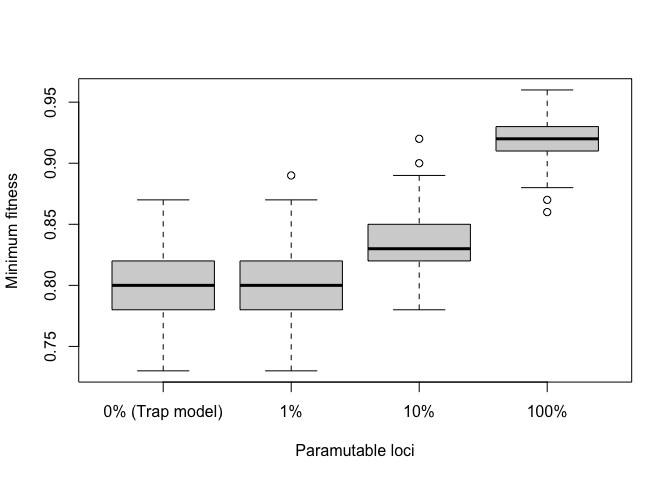 Minimum fitness
0.95
0.90
0.85
0.80
0.75
0% (Trap model)
1%
10%
100%
Paramutable loci